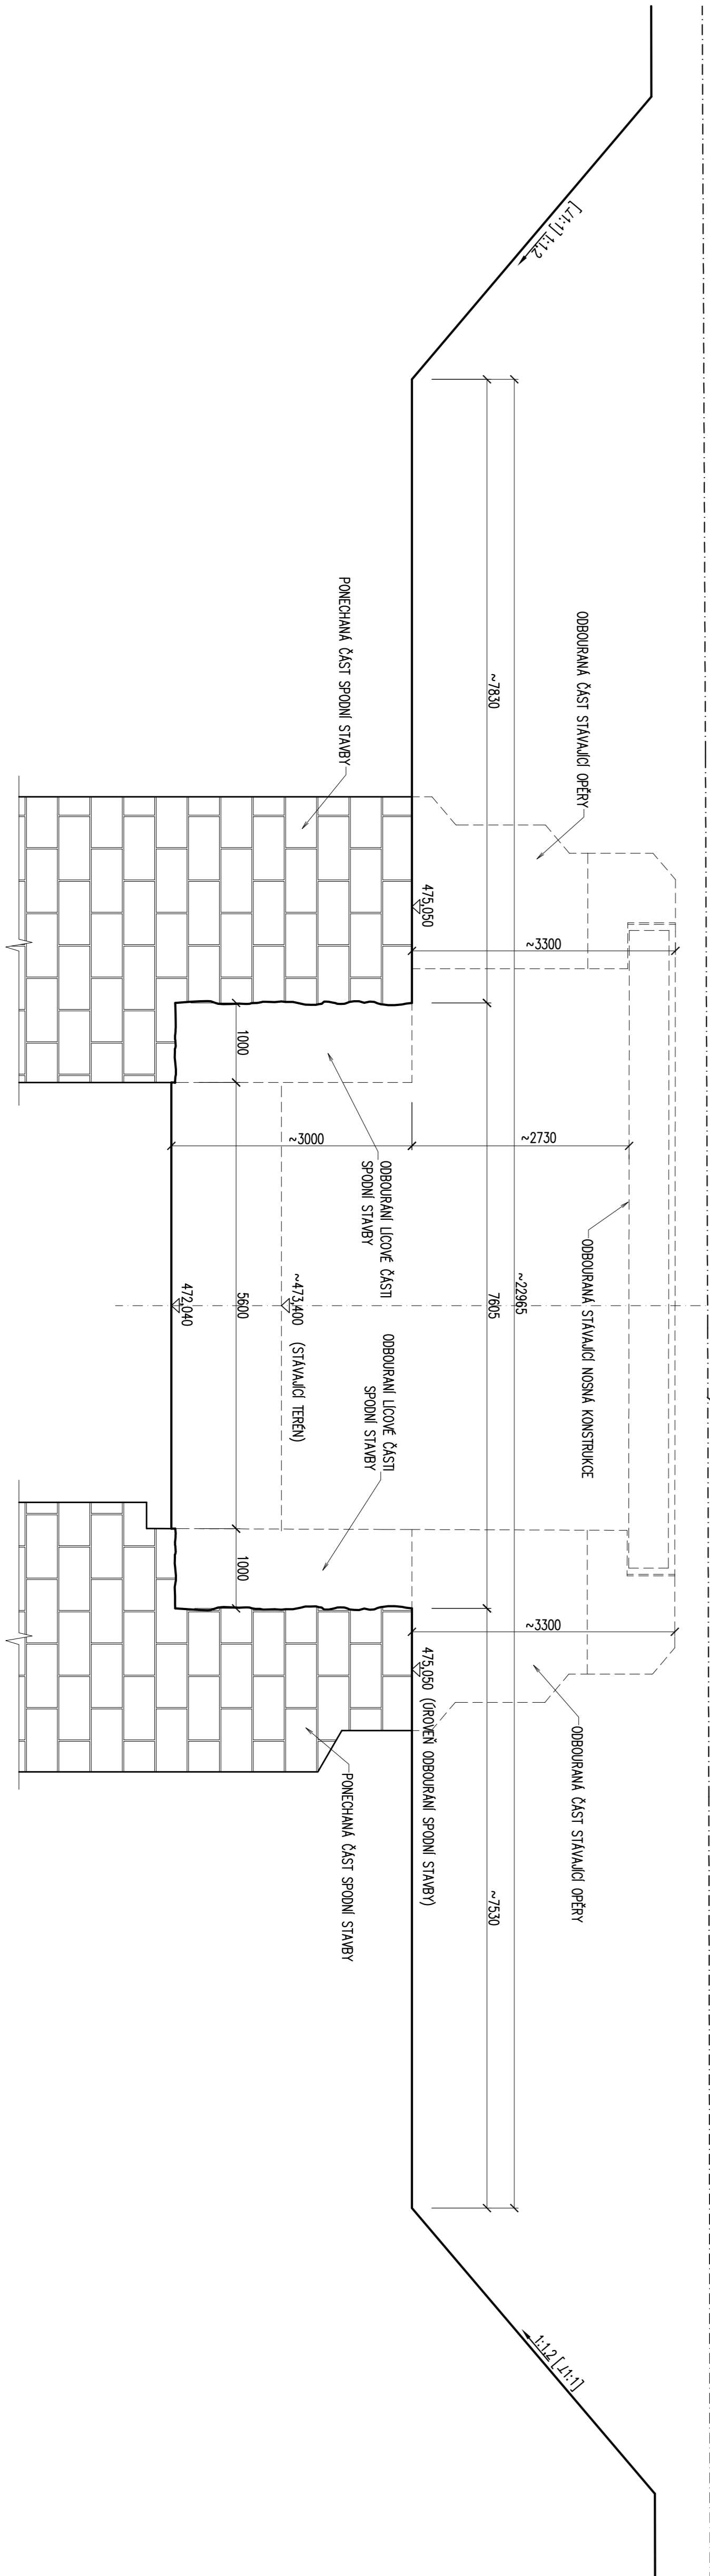 [∠1:1] 1:1,2
~7830
~22965
7605
~7530
ODBOURANÁ ČÁST STÁVAJÍCÍ OPĚRY
PONECHANÁ ČÁST SPODNÍ STAVBY
475,050
~3300
1000
~3000
~2730
ODBOURÁNÍ LÍCOVÉ ČÁSTI
SPODNÍ STAVBY
ODBOURANÁ STÁVAJÍCÍ NOSNÁ KONSTRUKCE
5600
472,040
~473,400 (STÁVAJÍCÍ TERÉN)
ODBOURANÍ LÍCOVÉ ČÁSTI
SPODNÍ STAVBY
1000
~3300
475,050 (ÚROVEŇ ODBOURÁNÍ SPODNÍ STAVBY)
ODBOURANÁ ČÁST STÁVAJÍCÍ OPĚRY
PONECHANÁ ČÁST SPODNÍ STAVBY
1:1,2 [∠1:1]